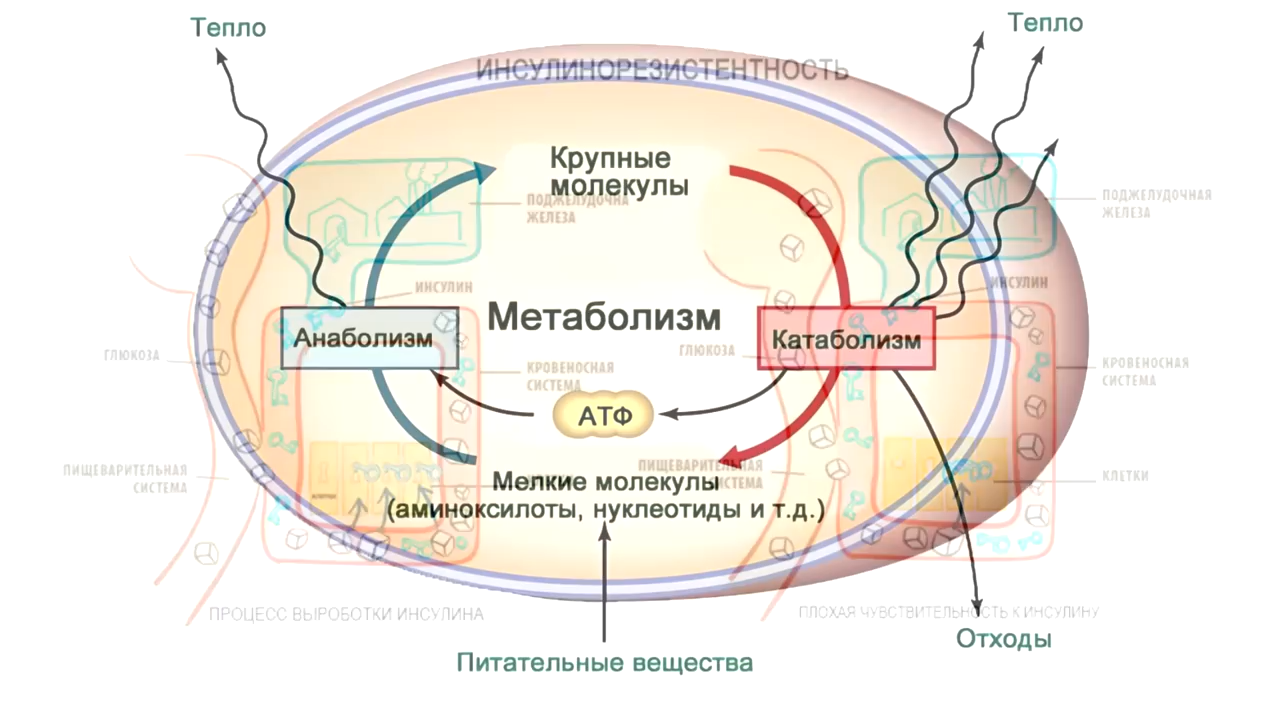 Тепло
Тепло
ИНСУЛИНОРЕЗИСТЕНТНОСТЬ
Крупные
молекулы
ПОДЖЕЛУДОЧНАЯ
ЖЕЛЕЗА
ПОДЖЕЛУДОЧНАЯ
ЖЕЛЕЗА
ИНСУЛИН
ИНСУЛИН
Метаболизм
Анаболизм
Катаболизм
ГЛЮКОЗА
ГЛЮКОЗА
КРОВЕНОСНАЯ
СИСТЕМА
КРОВЕНОСНАЯ
СИСТЕМА
АТФ
ПИЩЕВАРИТЕЛЬНАЯ
СИСТЕМА
ПИЩЕВАРИТЕЛЬНАЯ
СИСТЕМА
КЛЕТКИ
КЛЕТКИ
Мелкие молекулы
(аминоксилоты, нуклеотиды и т.д.)
ПРОЦЕСС ВЫРОБОТКИ ИНСУЛИНА
ПЛОХАЯ ЧУВСТВИТЕЛЬНОСТЬ К ИНСУЛИНУ
Отходы
Питательные вещества